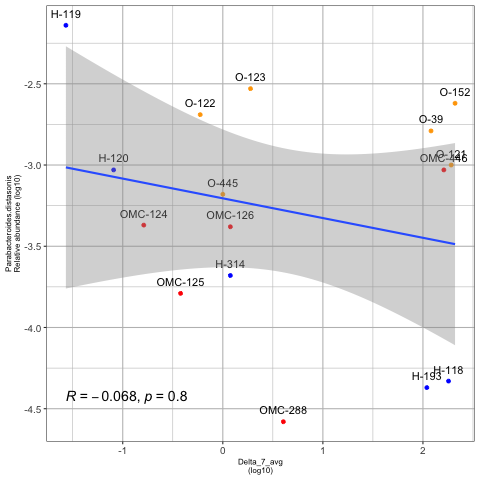 H-119
O-123
O-152
O-122
O-39
O-121
OMC-446
H-120
O-445
OMC-124
OMC-126
H-314
OMC-125
H-118
H-193
OMC-288
R = −0.068, p = 0.8
-2.5
-3.0
-3.5
-4.0
-4.5
-1
0
1
2
Parabacteroides.distasonis
Relative abundance (log10)
Delta_7_avg
(log10)